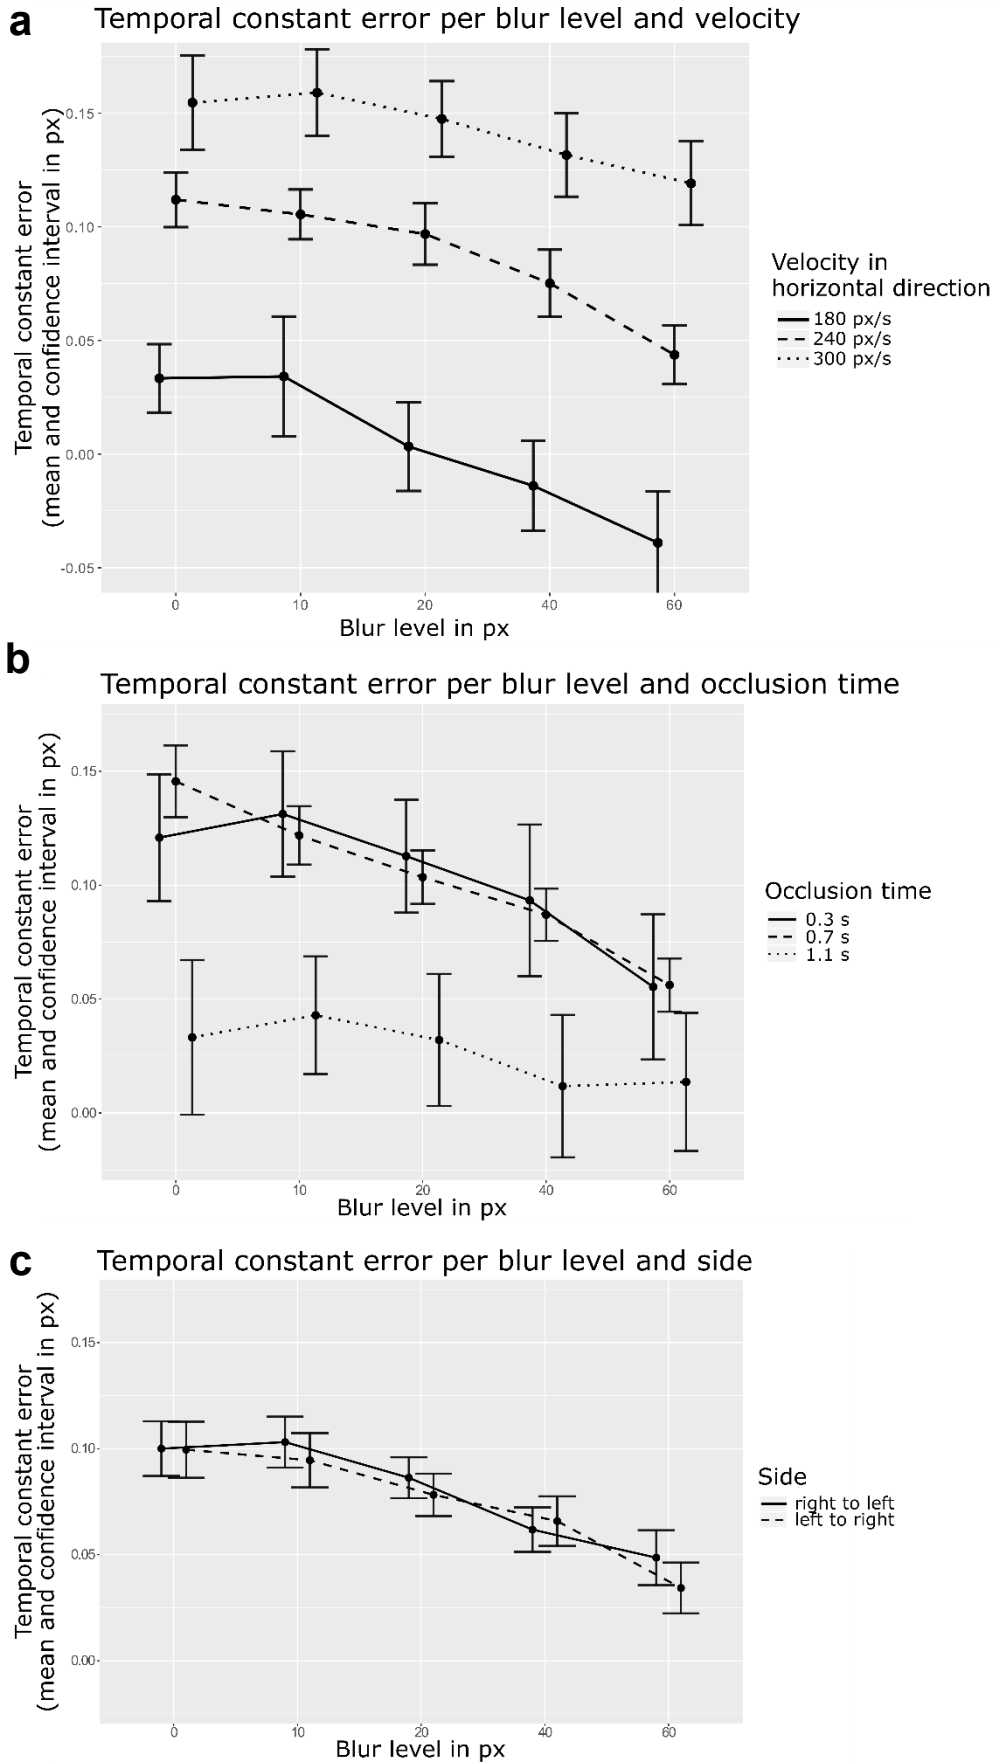 a
Temporal constant error per blur level and velocity
Temporal constant error
(mean and confidence interval in px)
0.15
0.10
0.05
0.00
-0.05
0
10
20
40
60
Blur level in px
Velocity in
horizontal direction
180 px/s
240 px/s
300 px/s
b
Temporal constant error per blur level and occlusion time
Temporal constant error
(mean and confidence interval in px)
0.15
0.10
0.05
0.00
0
10
20
40
60
Blur level in px
Occlusion time
0.3 s
0.7 s
1.1 s
c
Temporal constant error per blur level and side
Temporal constant error
(mean and confidence interval in px)
0.15
0.10
0.05
0.00
0
10
20
40
60
Blur level in px
Side
right to left
left to right